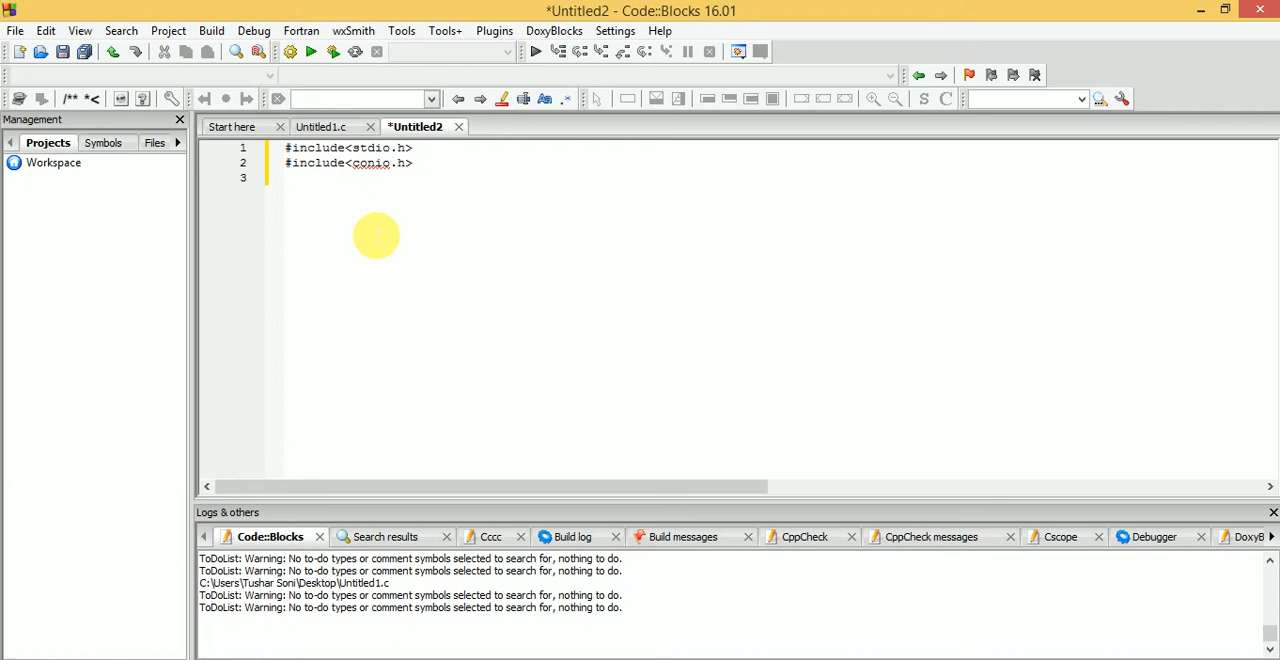 *Untitled2 - Code::Blocks 16.01
File Edit View Search Project Build Debug Fortran wxSmith Tools Tools+ Plugins DoxyBlocks Settings Help
/** *<
S C
Management
Projects Symbols Files
Workspace
Start here Untitled1.c *Untitled2
1 #include<stdio.h>
2 #include<conio.h>
3
Logs & others
Code::Blocks Search results Cccc Build log Build messages CppCheck CppCheck messages Cscope Debugger DoxyB
ToDoList: Warning: No to-do types or comment symbols selected to search for, nothing to do.
ToDoList: Warning: No to-do types or comment symbols selected to search for, nothing to do.
C:\Users\Tushar Soni\Desktop\Untitled1.c
ToDoList: Warning: No to-do types or comment symbols selected to search for, nothing to do.
ToDoList: Warning: No to-do types or comment symbols selected to search for, nothing to do.